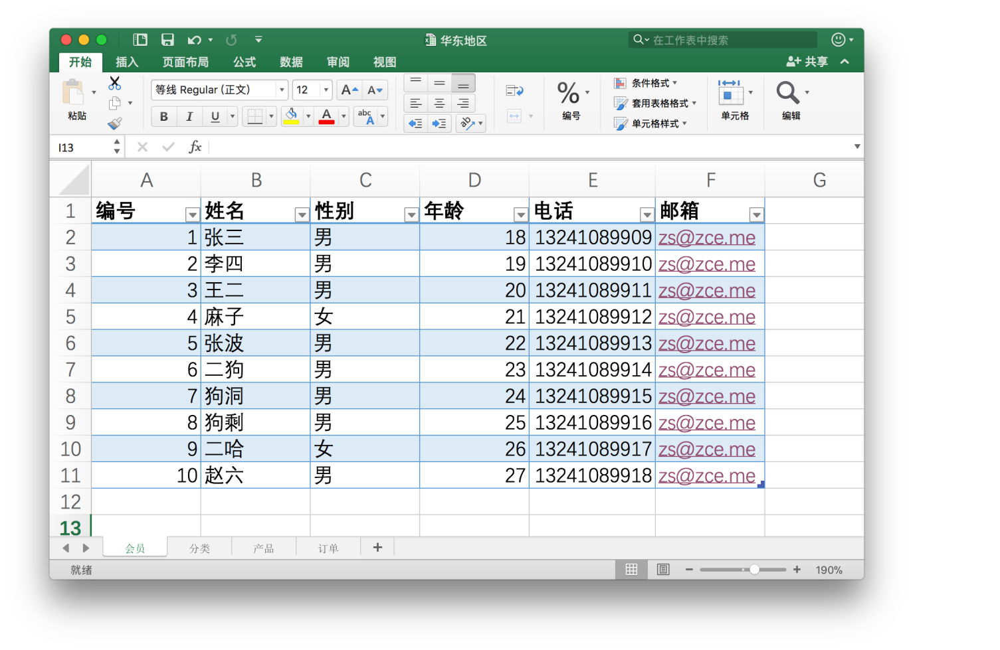 华东地区
在工作表中搜索
开始 插入 页面布局 公式 数据 审阅 视图 共享
粘贴
等线 Regular (正文) 12 A A
B I U A abc A
ab
%
编号
条件格式
套用表格格式
单元格样式
单元格
编辑
I13 fx
A B C D E F G
1 编号 姓名 性别 年龄 电话 邮箱
2 1 张三 男 18 13241089909 zs@zce.me
3 2 李四 男 19 13241089910 zs@zce.me
4 3 王二 男 20 13241089911 zs@zce.me
5 4 麻子 女 21 13241089912 zs@zce.me
6 5 张波 男 22 13241089913 zs@zce.me
7 6 二狗 男 23 13241089914 zs@zce.me
8 7 狗洞 男 24 13241089915 zs@zce.me
9 8 狗剩 男 25 13241089916 zs@zce.me
10 9 二哈 女 26 13241089917 zs@zce.me
11 10 赵六 男 27 13241089918 zs@zce.me
12
13
会员 分类 产品 订单 +
就绪 190%